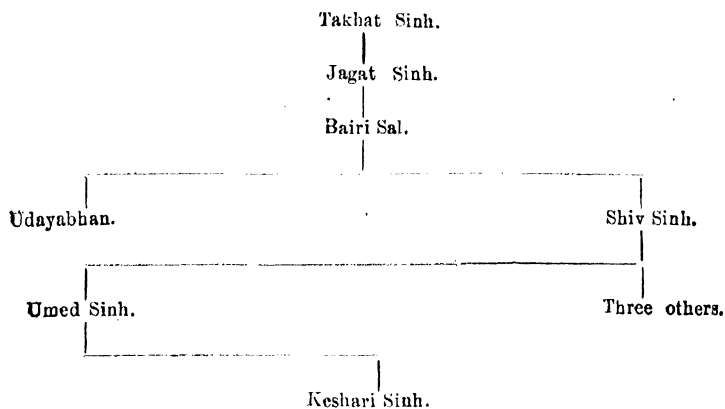 Takhat Sinh.
Jagat Sinh.
Bairi Sal.
Udayabhan. Shiv Sinh.
Umed Sinh. Three others.
Keshari Sinh.